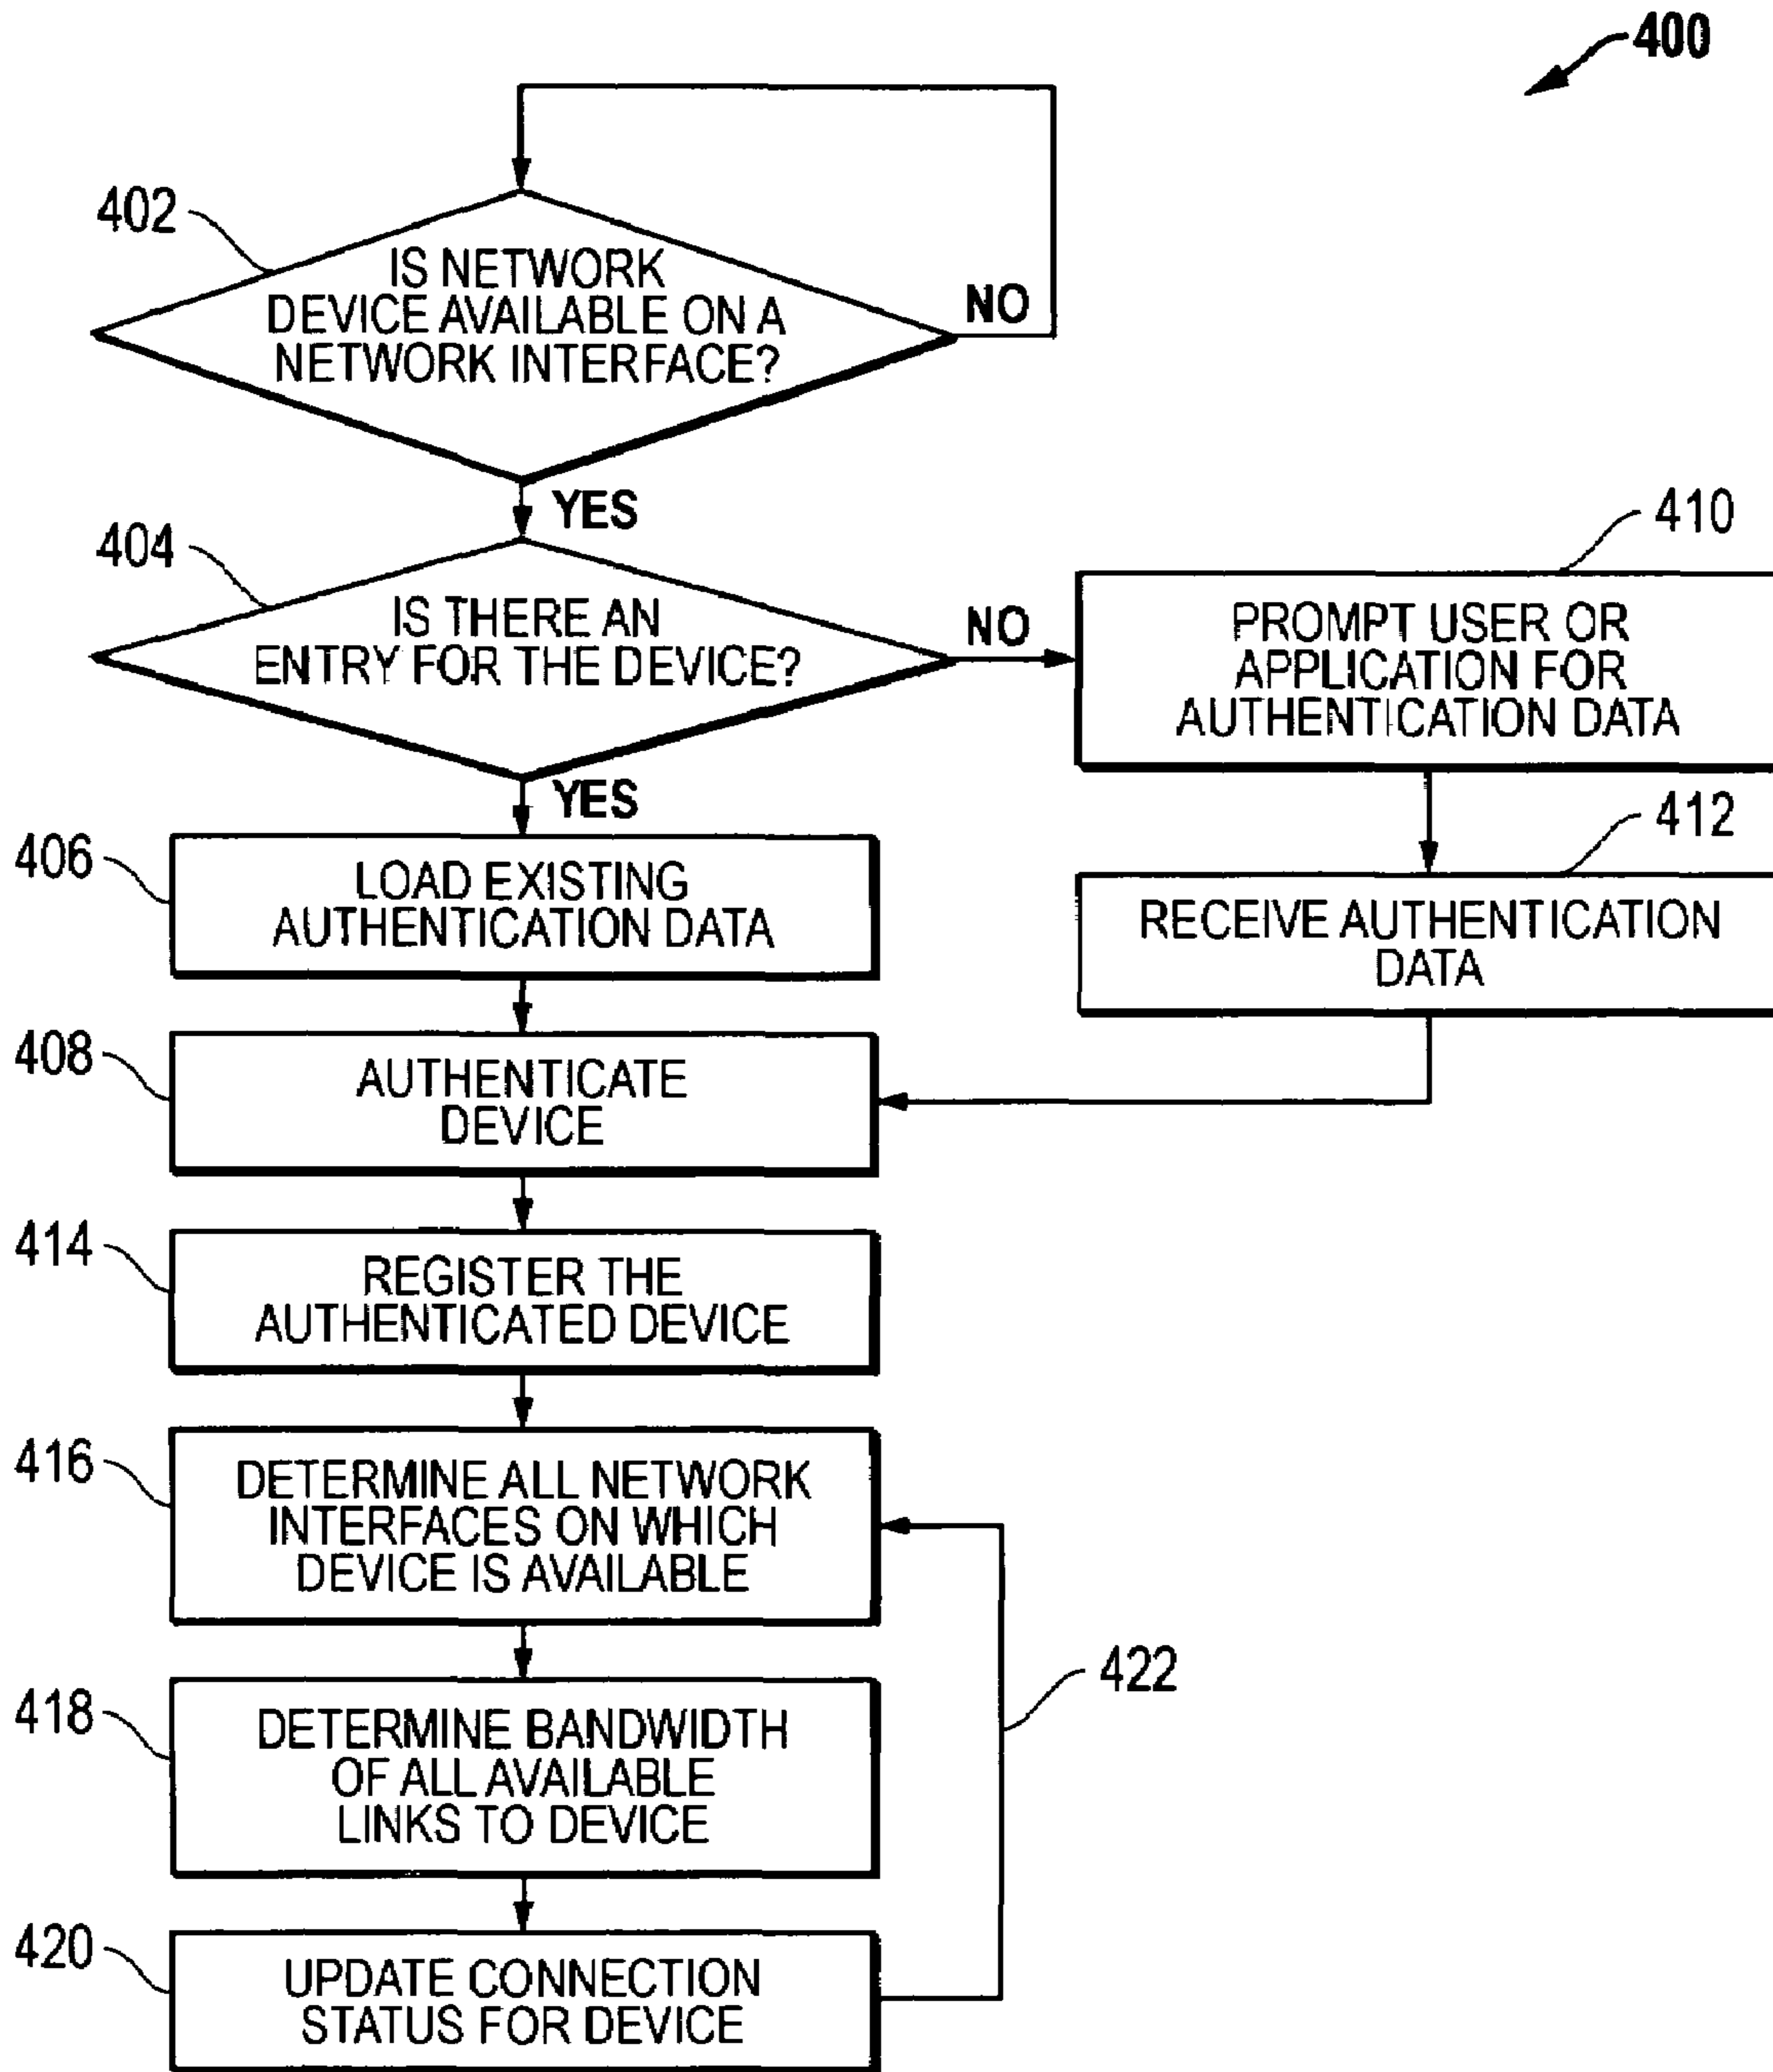 400
402
IS NETWORK
DEVICE AVAILABLE ON A
NETWORK INTERFACE?
NO
YES
404
IS THERE AN
ENTRY FOR THE DEVICE?
NO
410
PROMPT USER OR
APPLICATION FOR
AUTHENTICATION DATA
YES
406
LOAD EXISTING
AUTHENTICATION DATA
412
RECEIVE AUTHENTICATION
DATA
408
AUTHENTICATE
DEVICE
414
REGISTER THE
AUTHENTICATED DEVICE
416
DETERMINE ALL NETWORK
INTERFACES ON WHICH
DEVICE IS AVAILABLE
422
418
DETERMINE BANDWIDTH
OF ALL AVAILABLE
LINKS TO DEVICE
420
UPDATE CONNECTION
STATUS FOR DEVICE